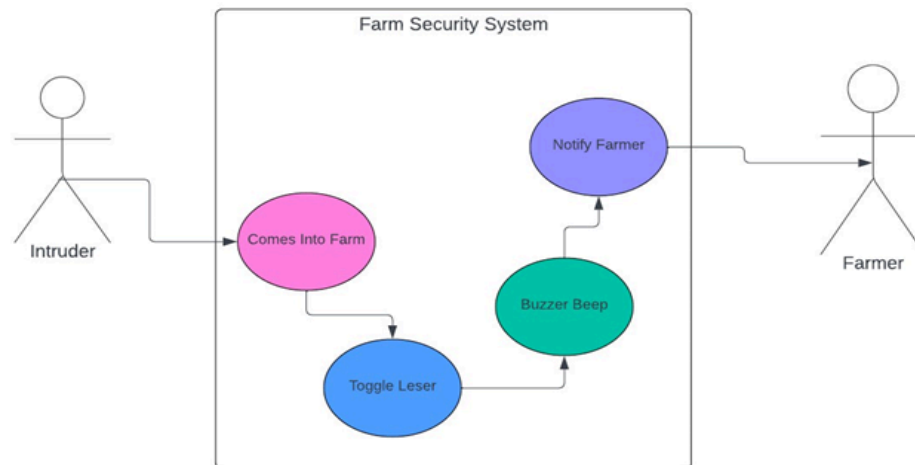 Farm Security System
Notify Farmer
Comes Into Farm
Intruder
Farmer
Buzzer Beep
Toggle Leser